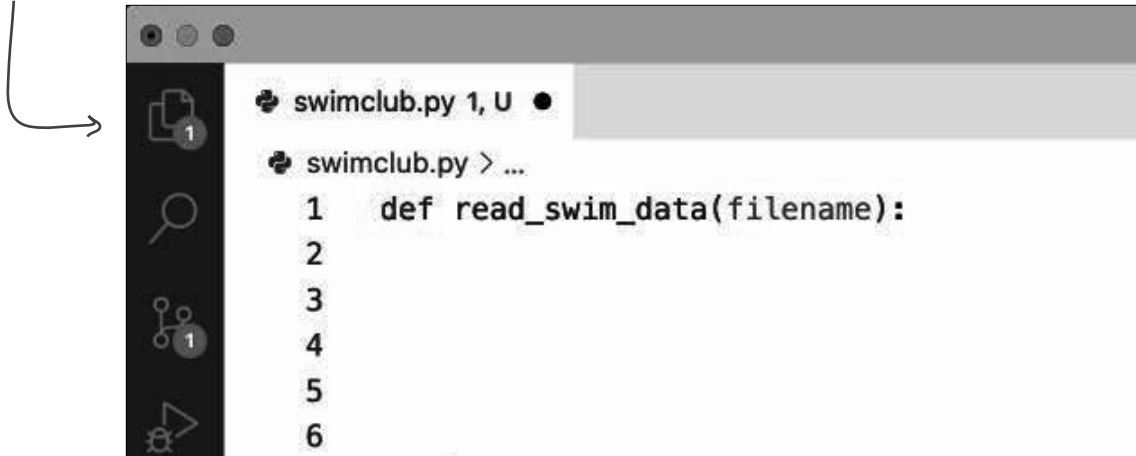 swimclub.py 1, U
swimclub.py > ...
1 def read_swim_data(filename):
2
3
1
4
1
5
6